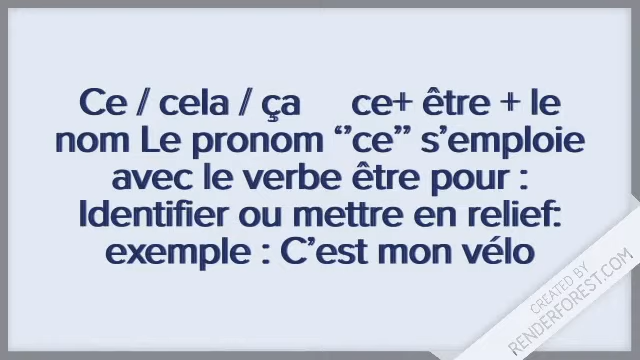 Ce / cela / ça ce+ être + le
nom Le pronom ‘’ce’’ s’emploie
avec le verbe être pour :
Identifier ou mettre en relief:
exemple : C’est mon vélo
CREATED BY
RENDERFOREST.COM